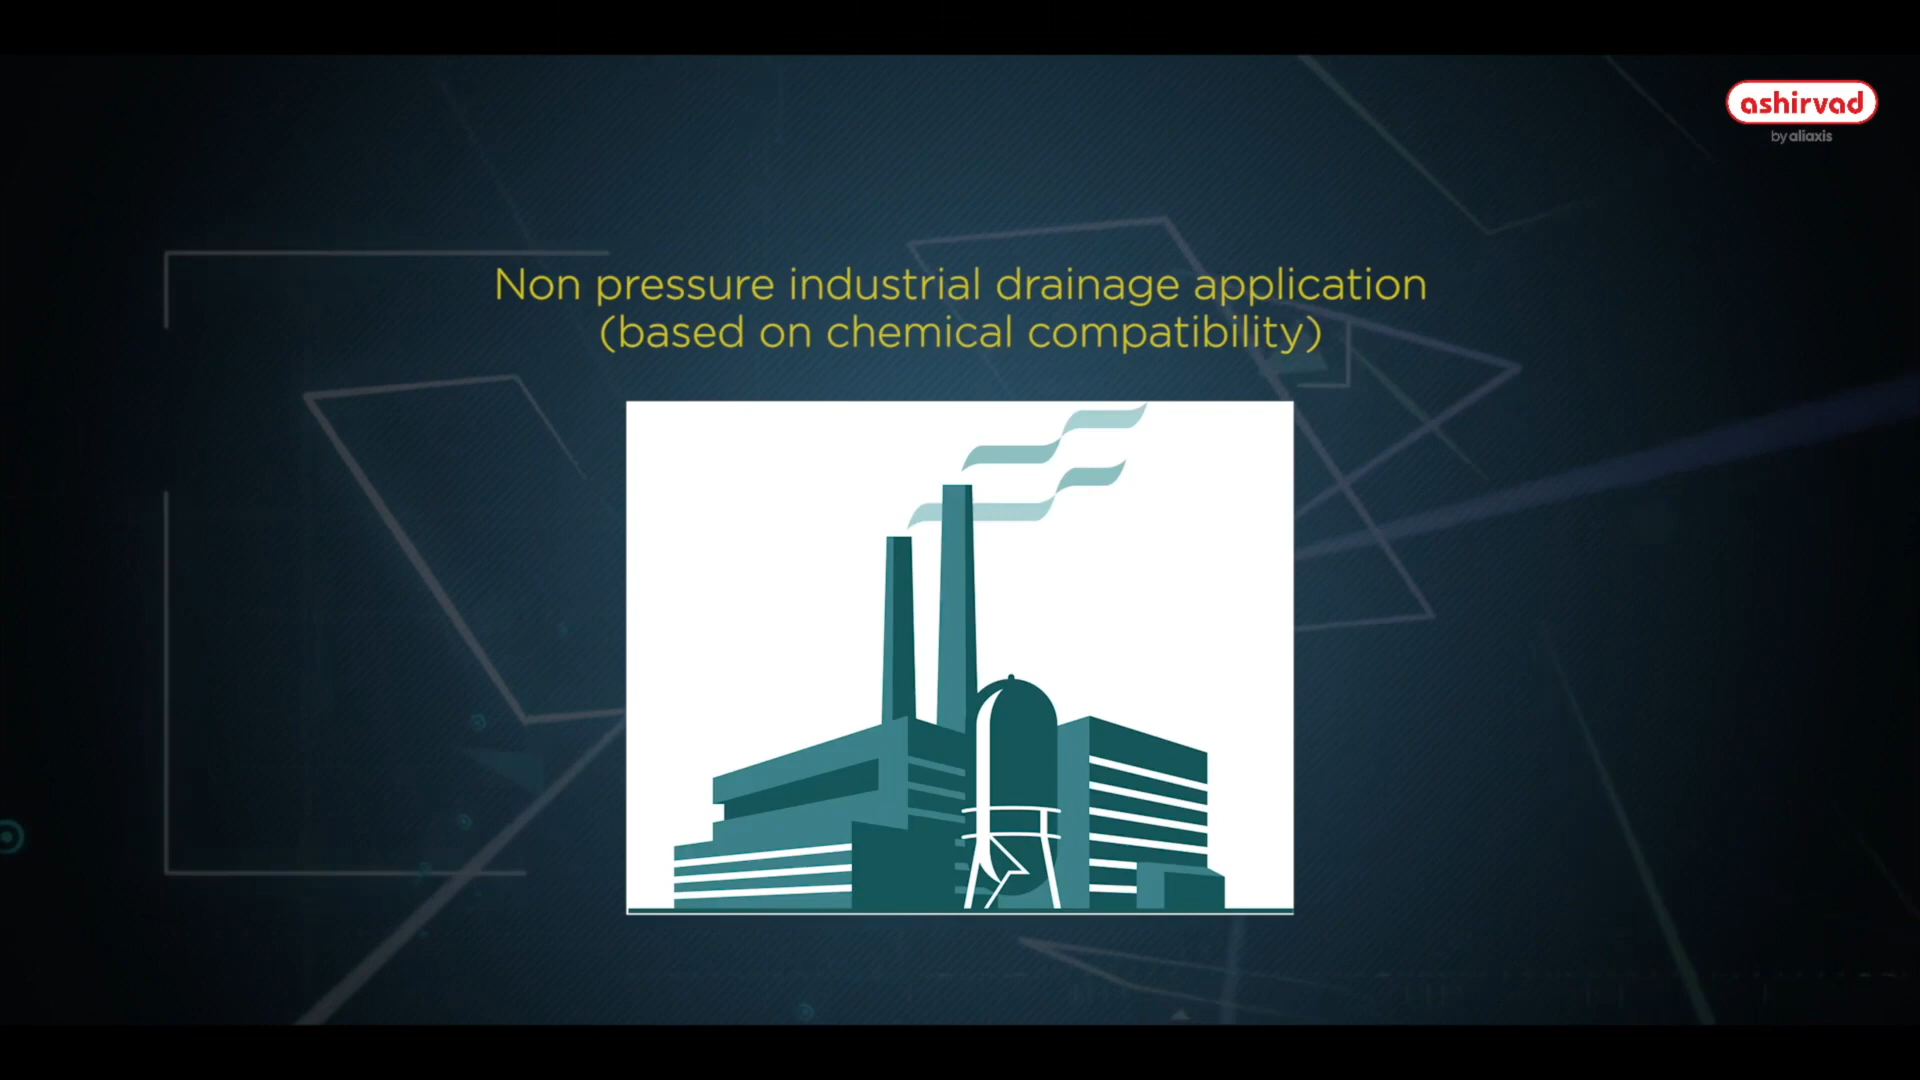 ashirvad
by aliaxis
Non pressure industrial drainage application
(based on chemical compatibility)